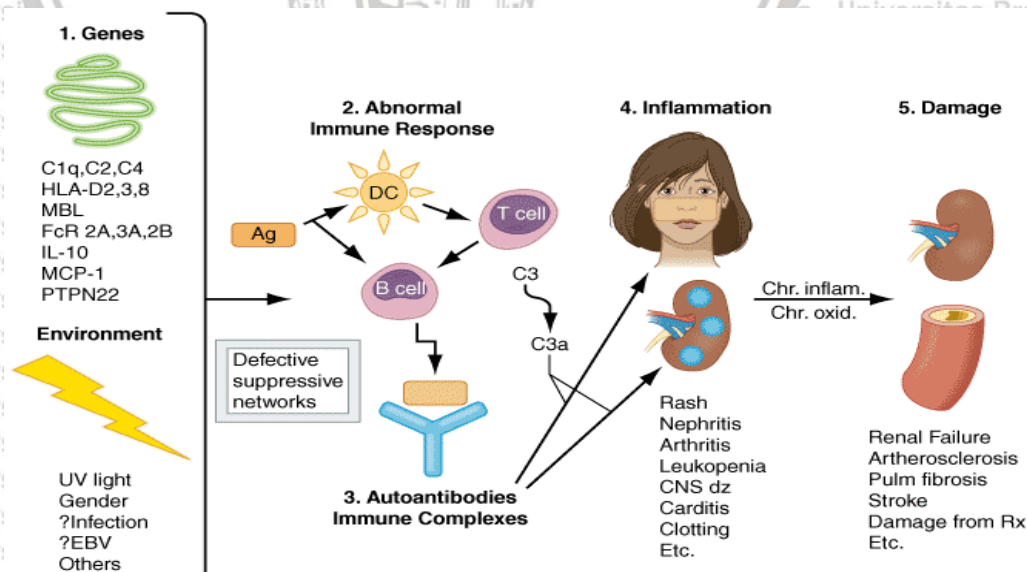 Universitas Br
1. Genes
C1q,C2,C4
HLA-D2,3,8
MBL
FcR 2A,3A,2B
IL-10
MCP-1
PTPN22
Environment
UV light
Gender
?Infection
?EBV
Others
2. Abnormal
Immune Response
DC
T cell
Ag
B cell
Defective
suppressive
networks
C3
C3a
3. Autoantibodies
Immune Complexes
4. Inflammation
Rash
Nephritis
Arthritis
Leukopenia
CNS dz
Carditis
Clotting
Etc.
Chr. inflam.
Chr. oxid.
5. Damage
Renal Failure
Artherosclerosis
Pulm fibrosis
Stroke
Damage from Rx
Etc.